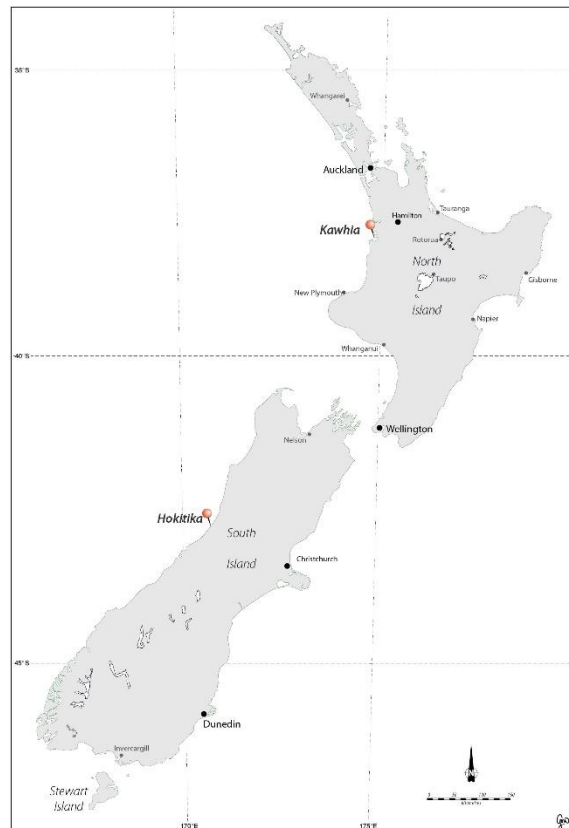 35°S
Whangarei
Auckland
Tauranga
Hamilton
Kawhia
Rotorua
North
Taupo
Gisborne
New Plymouth
Island
Napier
Whanganui
40°S
Wellington
Nelson
Hokitika
South
Christchurch
Island
45°S
Dunedin
Invercargill
Stewart
Island
N
170°E
175°E